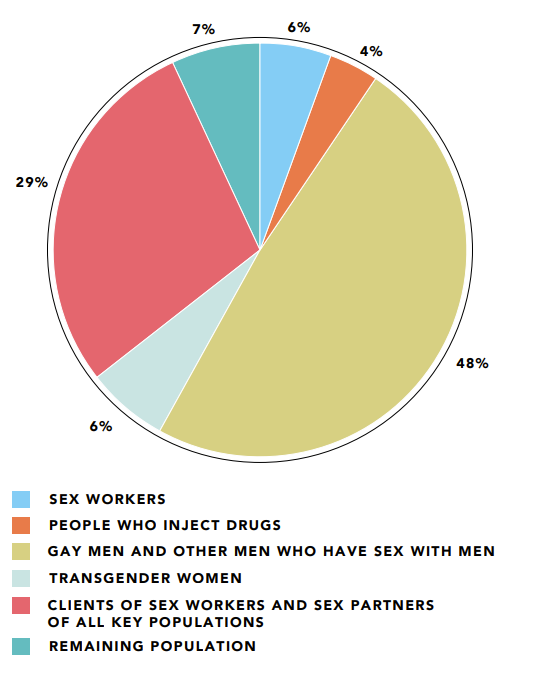 7%
6%
4%
29%
48%
6%
SEX WORKERS
PEOPLE WHO INJECT DRUGS
GAY MEN AND OTHER MEN WHO HAVE SEX WITH MEN
TRANSGENDER WOMEN
CLIENTS OF SEX WORKERS AND SEX PARTNERS
OF ALL KEY POPULATIONS
REMAINING POPULATION